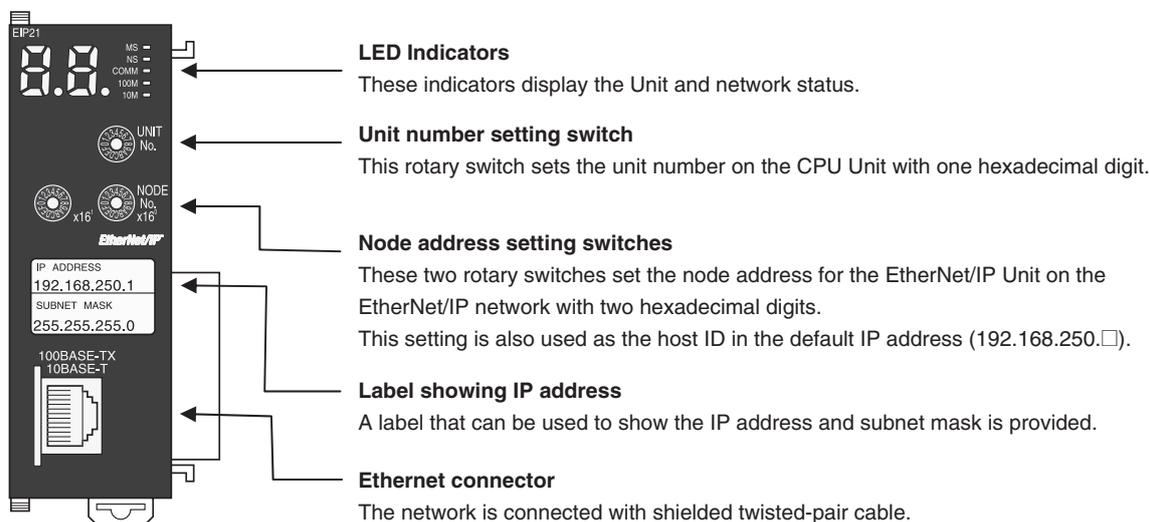 EIP21
8.8.
MS
NS
COMM
100M
10M
UNIT
No.
NODE
No.
x16¹
x16⁰
EtherNet/IP™
IP ADDRESS
192.168.250.1
SUBNET MASK
255.255.255.0
100BASE-TX
10BASE-T
LED Indicators
These indicators display the Unit and network status.
Unit number setting switch
This rotary switch sets the unit number on the CPU Unit with one hexadecimal digit.
Node address setting switches
These two rotary switches set the node address for the EtherNet/IP Unit on the
EtherNet/IP network with two hexadecimal digits.
This setting is also used as the host ID in the default IP address (192.168.250.□).
Label showing IP address
A label that can be used to show the IP address and subnet mask is provided.
Ethernet connector
The network is connected with shielded twisted-pair cable.